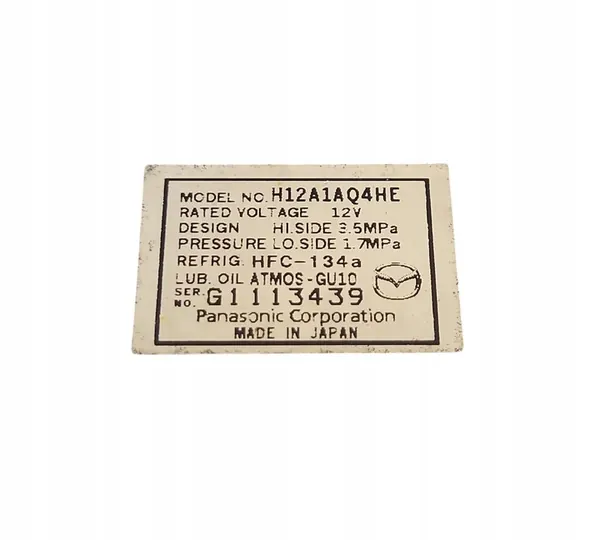 MODEL NO. H12A1AQ4HE
RATED VOLTAGE 12V
DESIGN HI.SIDE 3.5MPa
PRESSURE LO.SIDE 1.7MPa
REFRIG. HFC-134a
LUB. OIL ATMOS-GU10
SER. NO. G1113439
Panasonic Corporation
MADE IN JAPAN